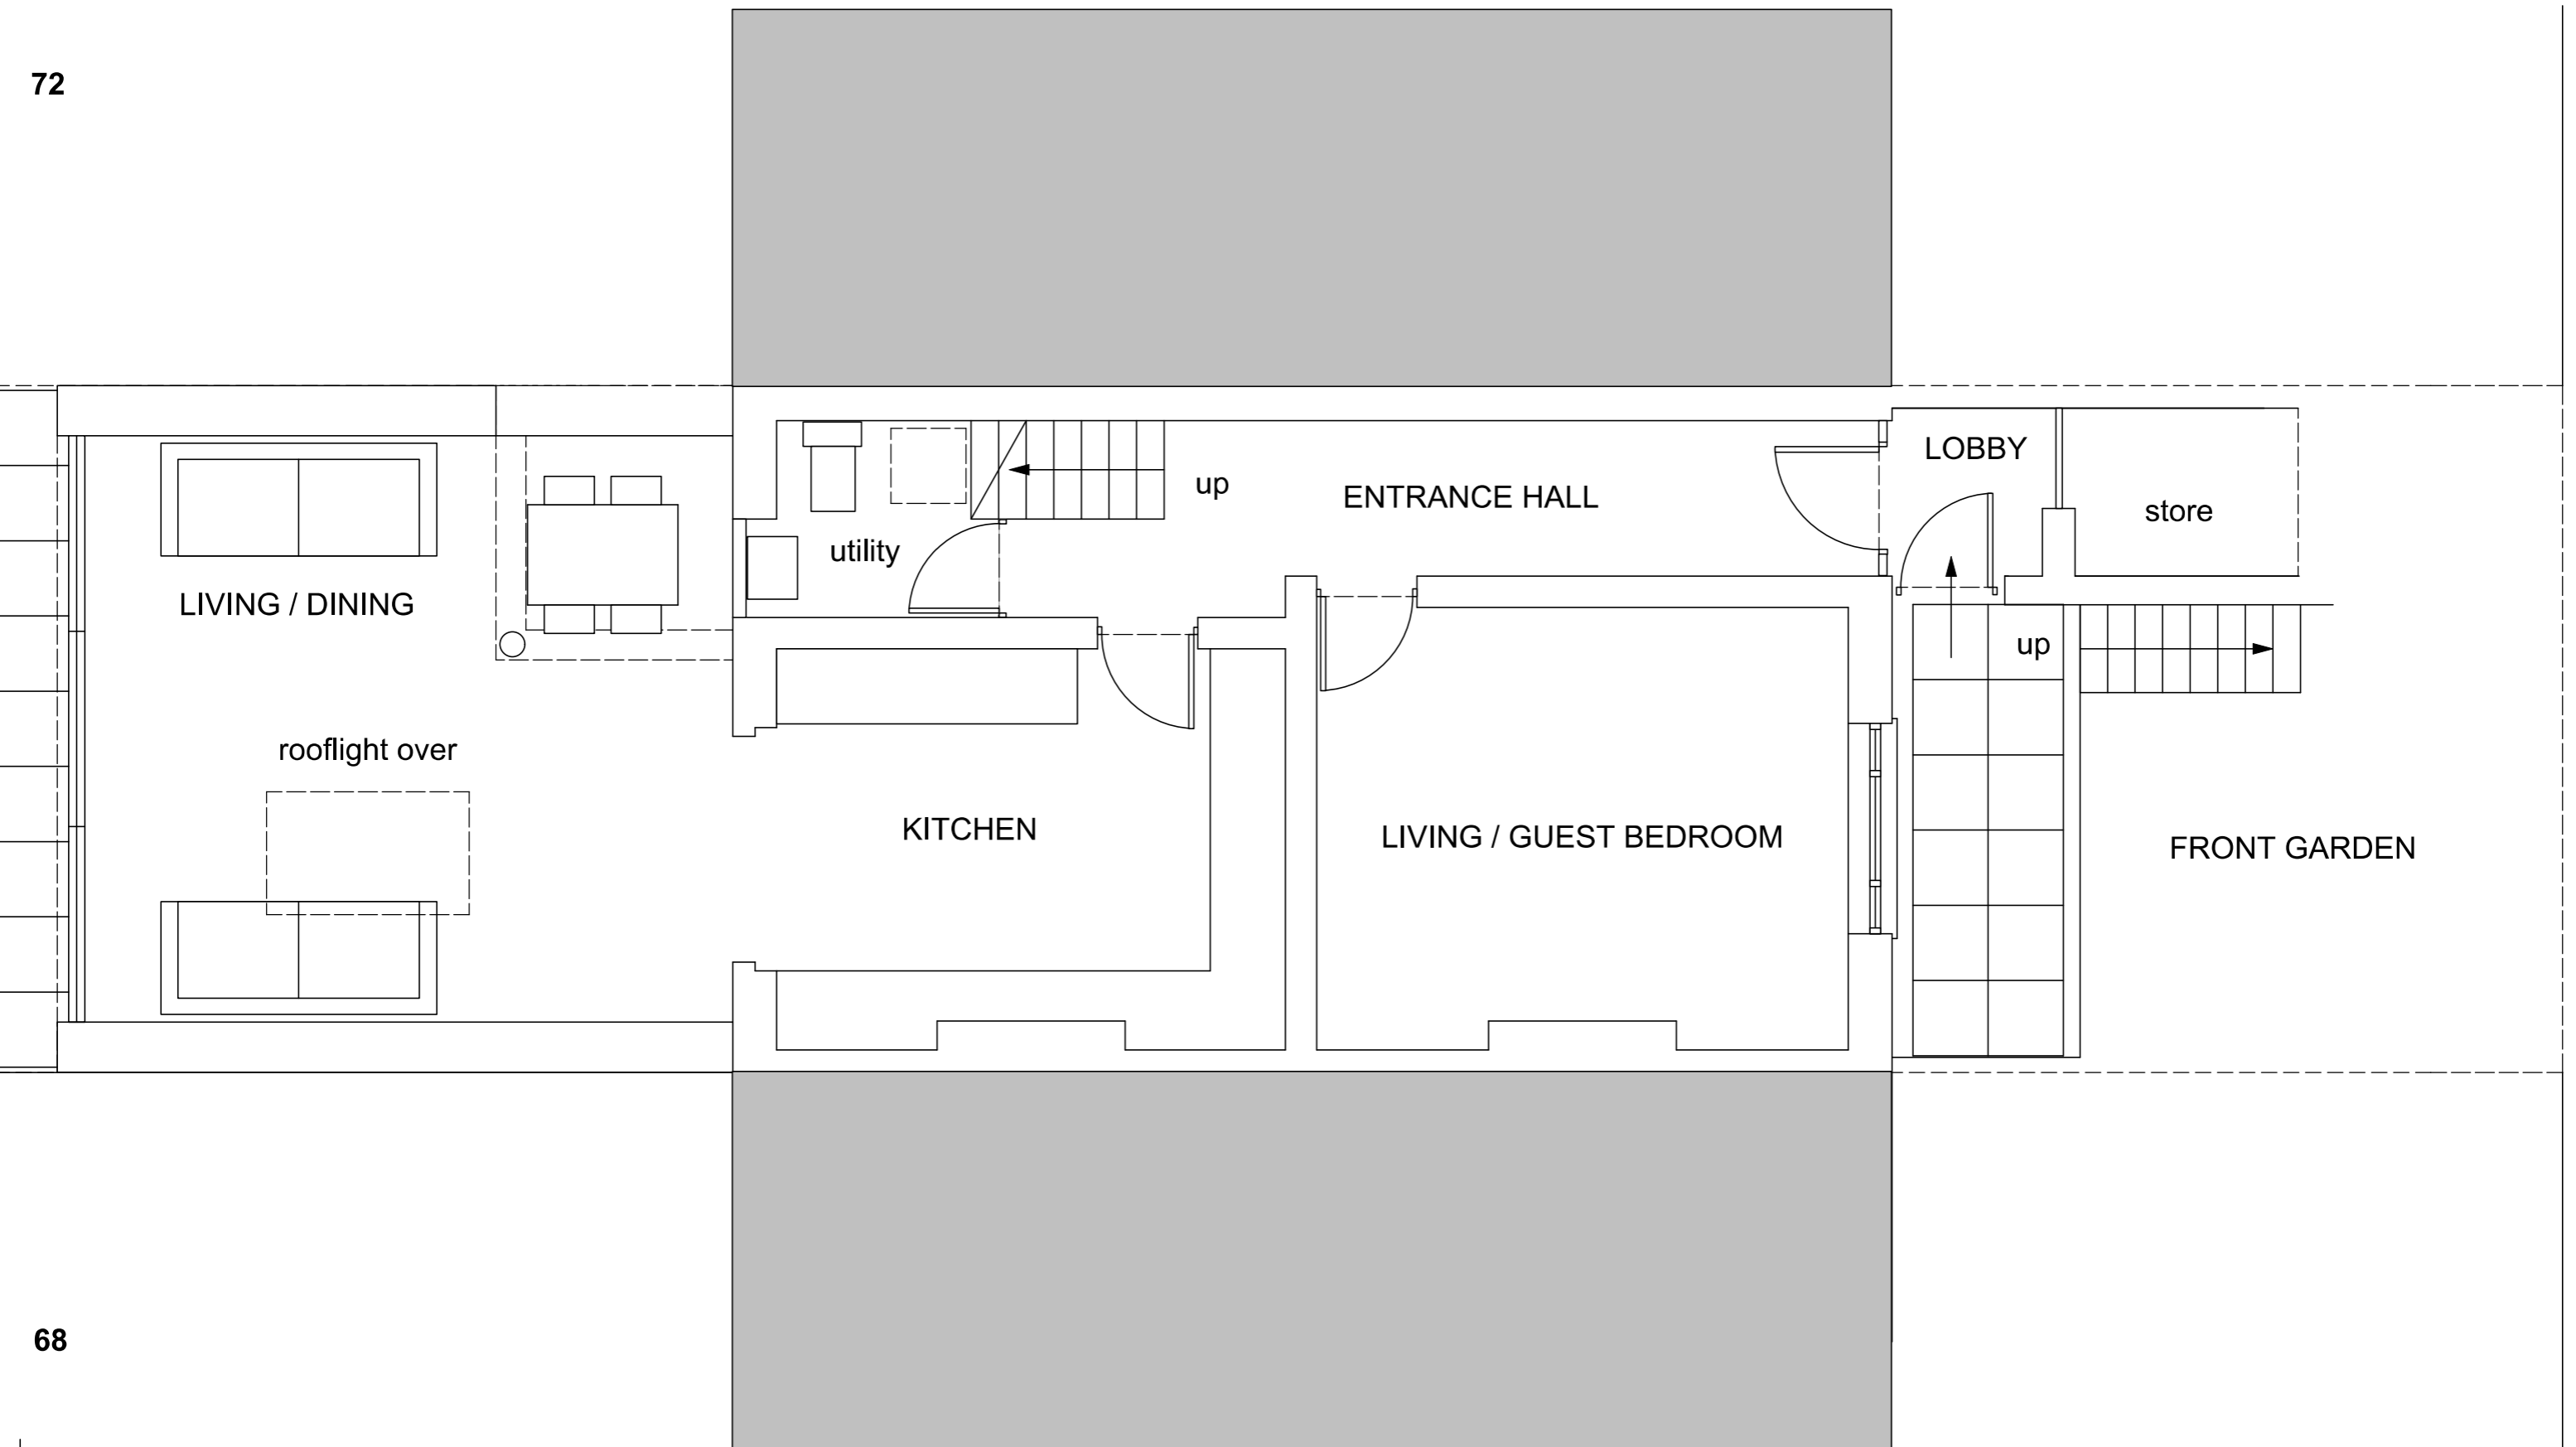 72
LOBBY
up
ENTRANCE HALL
store
utility
LIVING / DINING
up
rooflight over
KITCHEN
LIVING / GUEST BEDROOM
FRONT GARDEN
68